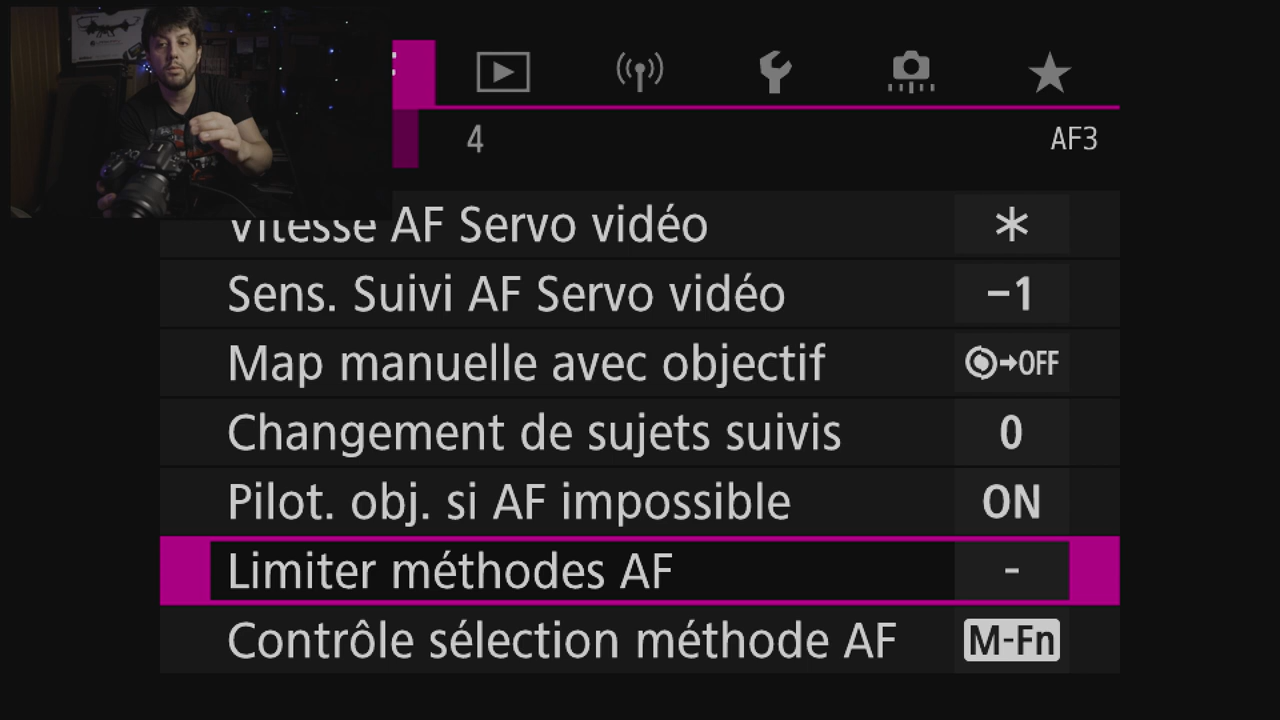 4
AF3
Vitesse AF Servo vidéo
Sens. Suivi AF Servo vidéo −1
Map manuelle avec objectif →OFF
Changement de sujets suivis 0
Pilot. obj. si AF impossible ON
Limiter méthodes AF -
Contrôle sélection méthode AF M-Fn